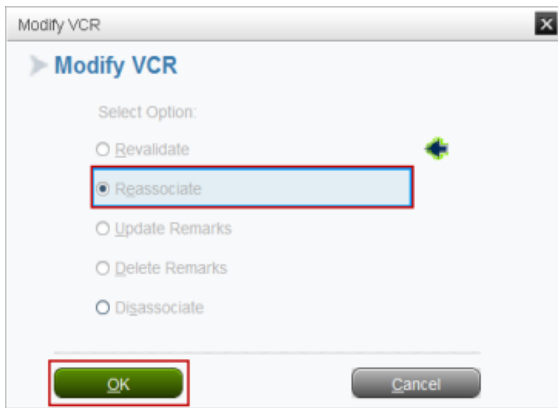 Modify VCR
Modify VCR
Select Option:
Revalidate
Reassociate
Update Remarks
Delete Remarks
Disassociate
OK
Cancel